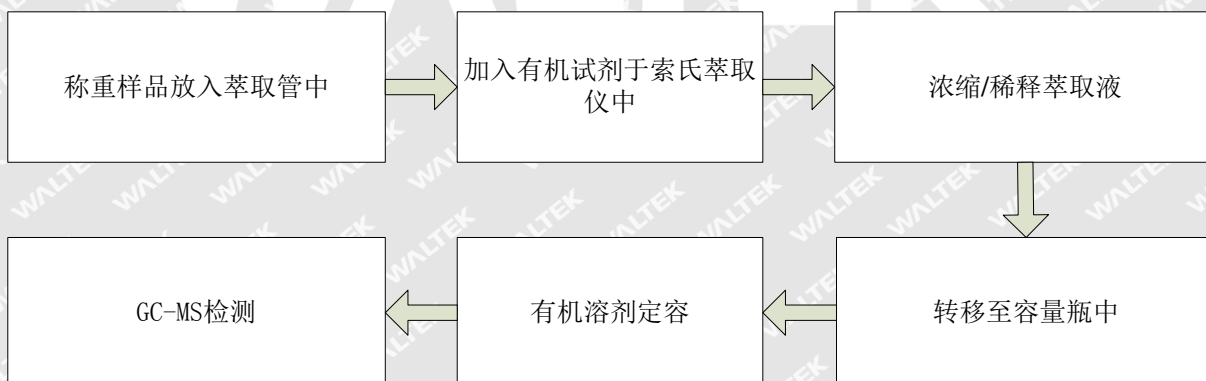 称重样品放入萃取管中
加入有机试剂于索氏萃取
仪中
浓缩/稀释萃取液
GC-MS检测
有机溶剂定容
转移至容量瓶中
WALTEK